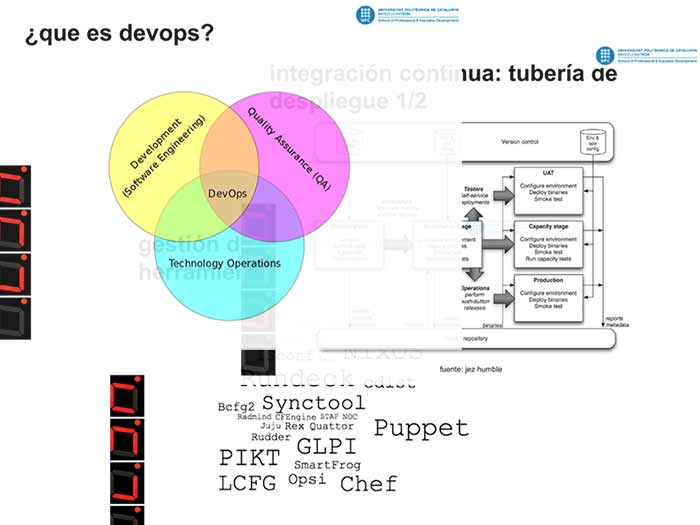 ¿que es devops?
UNIVERSITAT POLITÈCNICA DE CATALUNYA
BARCELONATECH
School of Professional & Executive Development
UNIVERSITAT POLITÈCNICA DE CATALUNYA
BARCELONATECH
School of Professional & Executive Development
integración continua: tubería de
despliegue 1/2
Development
(Software Engineering)
Quality Assurance (QA)
DevOps
Technology Operations
gestión d
herramien
Version control
Env &
app
config
Testers
Self-service
deployments
UAT
Configure environment
Deploy binaries
Smoke test
Capacity stage
Configure environment
Deploy binaries
Smoke test
Run capacity tests
Operations
perform
push-button
releases
Production
Configure environment
Deploy binaries
Smoke test
binaries
reports
metadata
repository
fuente: jez humble
NixOS
Rundeck cdist
Bcfg2 Synctool
Radmind CFEngine STAF NOC
Juju Rex Quattor
Rudder
Puppet
GLPI
PIKT
SmartFrog
LCFG Opsi Chef